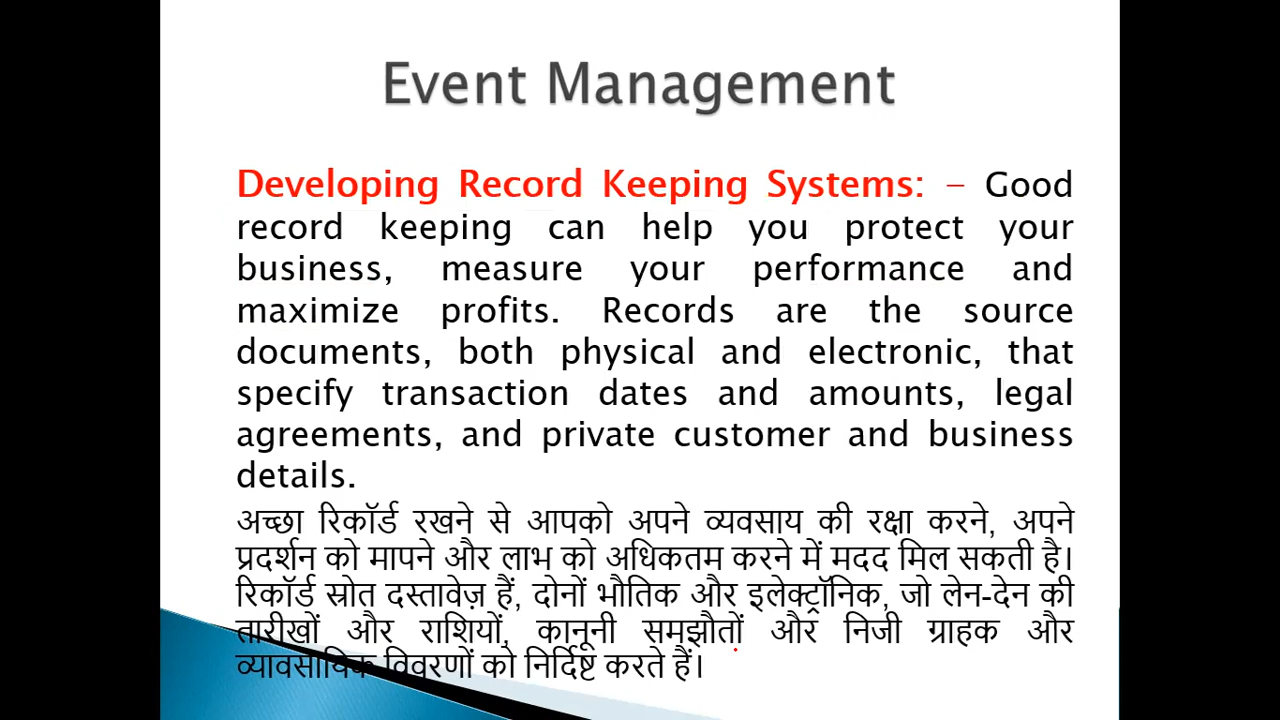 Event Management
Developing Record Keeping Systems: – Good
record keeping can help you protect your
business, measure your performance and
maximize profits. Records are the source
documents, both physical and electronic, that
specify transaction dates and amounts, legal
agreements, and private customer and business
details.
अच्छा रिकॉर्ड रखने से आपको अपने व्यवसाय की रक्षा करने, अपने
प्रदर्शन को मापने और लाभ को अधिकतम करने में मदद मिल सकती है।
रिकॉर्ड स्रोत दस्तावेज़ हैं, दोनों भौतिक और इलेक्ट्रॉनिक, जो लेन-देन की
तारीखों और राशियों, कानूनी समझौतों और निजी ग्राहक और
व्यावसायिक विवरणों को निर्दिष्ट करते हैं।